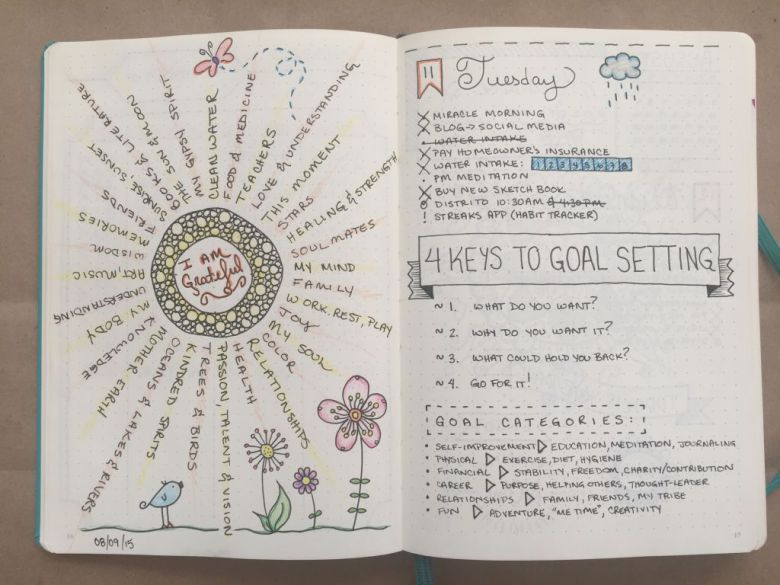 I AM
Grateful
CLEAN WATER
FOOD & MEDICINE
TEACHERS
LOVE & UNDERSTANDING
THIS MOMENT
STARS
HEALING & STRENGTH
SOUL MATES
MY MIND
FAMILY
WORK, REST, PLAY
JOY
MY SOUL
COLOR
RELATIONSHIPS
HEALTH
PASSION, TALENT & VISION
TREES & BIRDS
KINDRED SPIRITS
OCEANS & LAKES & RIVERS
MOTHER EARTH
KNOWLEDGE
MY BODY
UNDERSTANDING
ART, MUSIC
WISDOM
MEMORIES
FRIENDS
SUNRISE, SUNSET
BOOKS & LITERATURE
THE SUN & MOON
MY GYPSY SPIRIT
08/09/15
11 Tuesday
X MIRACLE MORNING
X BLOG → SOCIAL MEDIA
• WATER INTAKE
X PAY HOMEOWNER'S INSURANCE
X WATER INTAKE: 1 2 3 4 5 6 7 8
• PM MEDITATION
X BUY NEW SKETCH BOOK
DISTRITO 10:30AM & 4:30PM
! STREAKS APP (HABIT TRACKER)
4 KEYS TO GOAL SETTING
~ 1. WHAT DO YOU WANT?
~ 2. WHY DO YOU WANT IT?
~ 3. WHAT COULD HOLD YOU BACK?
~ 4. GO FOR IT!
GOAL CATEGORIES:
• SELF-IMPROVEMENT ▷ EDUCATION, MEDITATION, JOURNALING
• PHYSICAL ▷ EXERCISE, DIET, HYGIENE
• FINANCIAL ▷ STABILITY, FREEDOM, CHARITY/CONTRIBUTION
• CAREER ▷ PURPOSE, HELPING OTHERS, THOUGHT-LEADER
• RELATIONSHIPS ▷ FAMILY, FRIENDS, MY TRIBE
• FUN ▷ ADVENTURE, "ME TIME", CREATIVITY